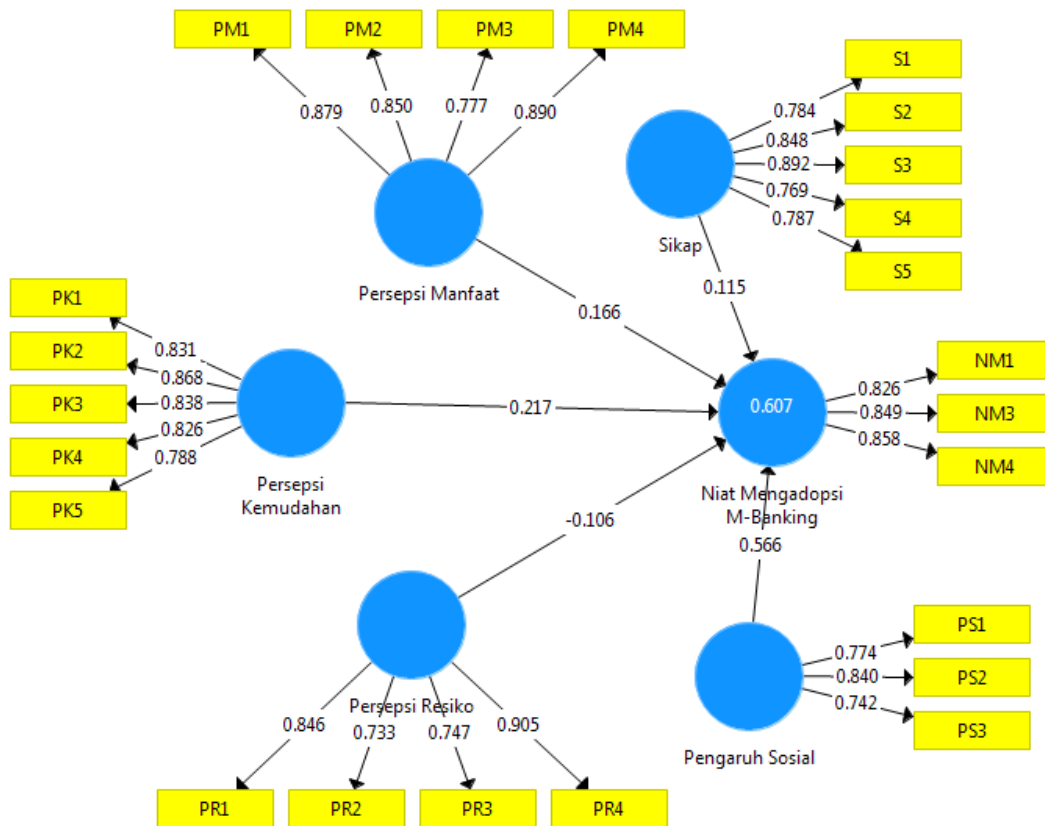 PM1
PM2
PM3
PM4
0.879
0.850
0.777
0.890
Persepsi Manfaat
0.166
S1
S2
S3
S4
S5
0.784
0.848
0.892
0.769
0.787
Sikap
0.115
PK1
PK2
PK3
PK4
PK5
0.831
0.868
0.838
0.826
0.788
Persepsi
Kemudahan
0.217
0.607
Niat Mengadopsi
M-Banking
0.826
0.849
0.858
NM1
NM3
NM4
-0.106
0.566
Persepsi Resiko
0.846
0.733
0.747
0.905
PR1
PR2
PR3
PR4
Pengaruh Sosial
0.774
0.840
0.742
PS1
PS2
PS3